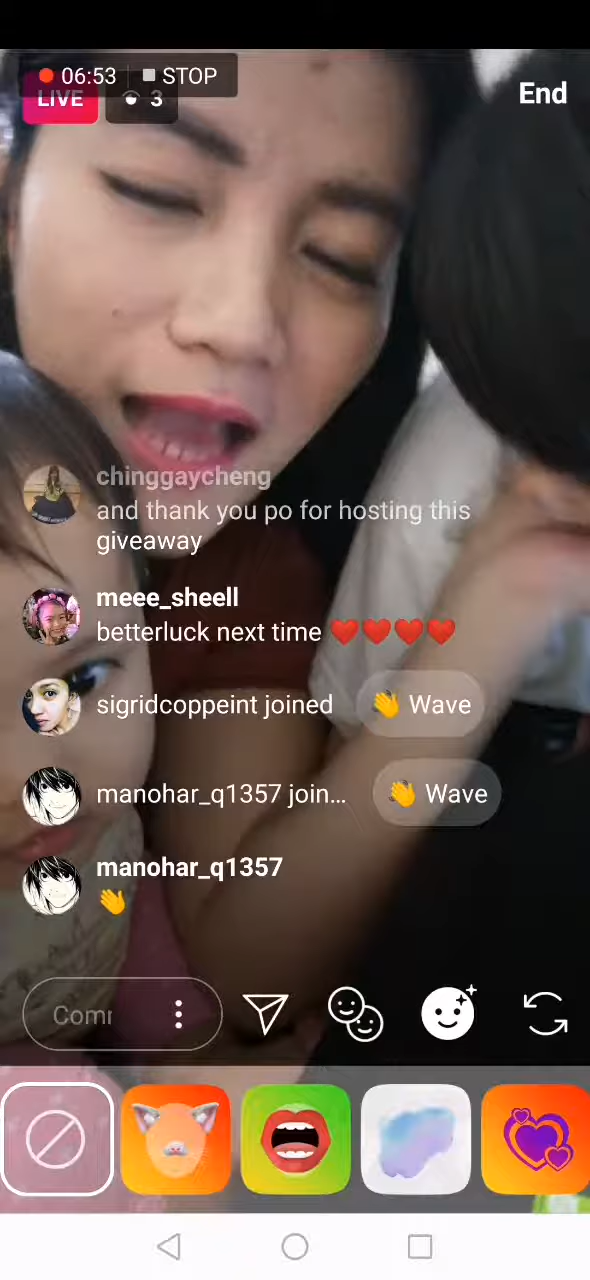 06:53 STOP
LIVE 3
End
chinggaycheng
and thank you po for hosting this
giveaway
meee_sheell
betterluck next time ❤️❤️❤️❤️
sigridcoppeint joined 👋 Wave
manohar_q1357 join... 👋 Wave
manohar_q1357
👋
Comr